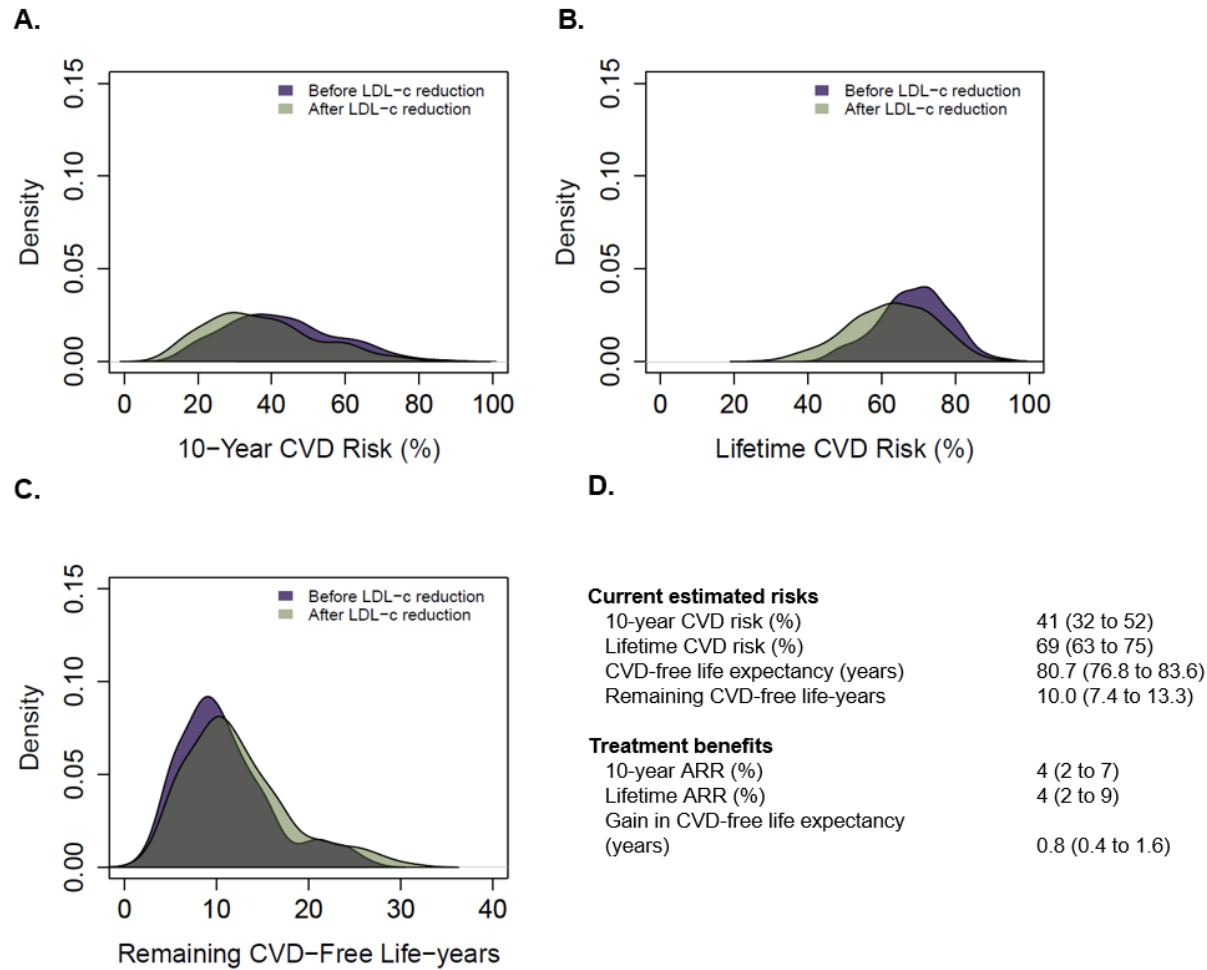 A.
B.
0.15
Before LDL-c reduction
After LDL-c reduction
0.10
Density
0.05
0.00
0 20 40 60 80 100
10−Year CVD Risk (%)
0.15
Before LDL-c reduction
After LDL-c reduction
0.10
Density
0.05
0.00
0 20 40 60 80 100
Lifetime CVD Risk (%)
C.
D.
0.15
Before LDL-c reduction
After LDL-c reduction
0.10
Density
0.05
0.00
0 10 20 30 40
Remaining CVD−Free Life−years
Current estimated risks
10-year CVD risk (%) 41 (32 to 52)
Lifetime CVD risk (%) 69 (63 to 75)
CVD-free life expectancy (years) 80.7 (76.8 to 83.6)
Remaining CVD-free life-years 10.0 (7.4 to 13.3)
Treatment benefits
10-year ARR (%) 4 (2 to 7)
Lifetime ARR (%) 4 (2 to 9)
Gain in CVD-free life expectancy
(years) 0.8 (0.4 to 1.6)